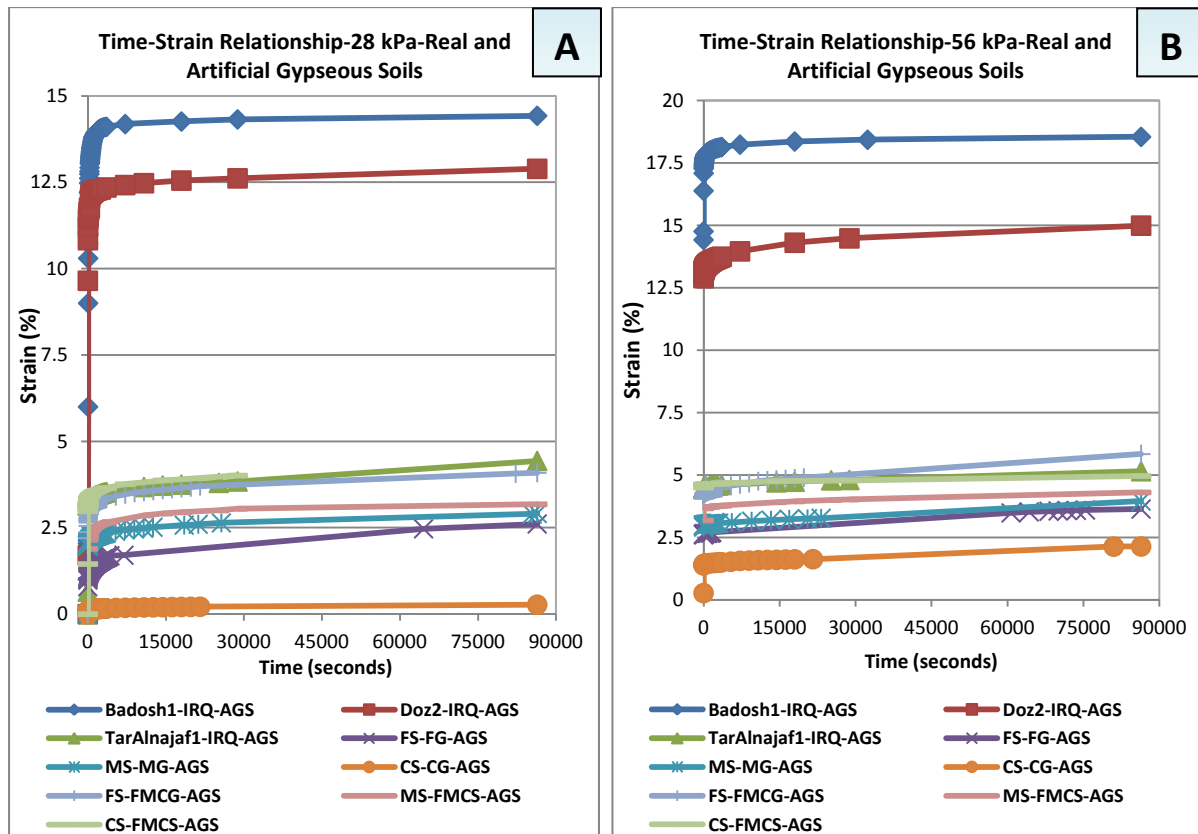 Time-Strain Relationship-28 kPa-Real and
Artificial Gypseous Soils
A
15
12.5
10
7.5
5
2.5
0
Strain (%)
0 15000 30000 45000 60000 75000 90000
Time (seconds)
Badosh1-IRQ-AGS
Doz2-IRQ-AGS
TarAlnajaf1-IRQ-AGS
FS-FG-AGS
MS-MG-AGS
CS-CG-AGS
FS-FMCG-AGS
MS-FMCS-AGS
CS-FMCS-AGS
Time-Strain Relationship-56 kPa-Real and
Artificial Gypseous Soils
B
20
17.5
15
12.5
10
7.5
5
2.5
0
Strain (%)
0 15000 30000 45000 60000 75000 90000
Time (seconds)
Badosh1-IRQ-AGS
Doz2-IRQ-AGS
TarAlnajaf1-IRQ-AGS
FS-FG-AGS
MS-MG-AGS
CS-CG-AGS
FS-FMCG-AGS
MS-FMCS-AGS
CS-FMCS-AGS